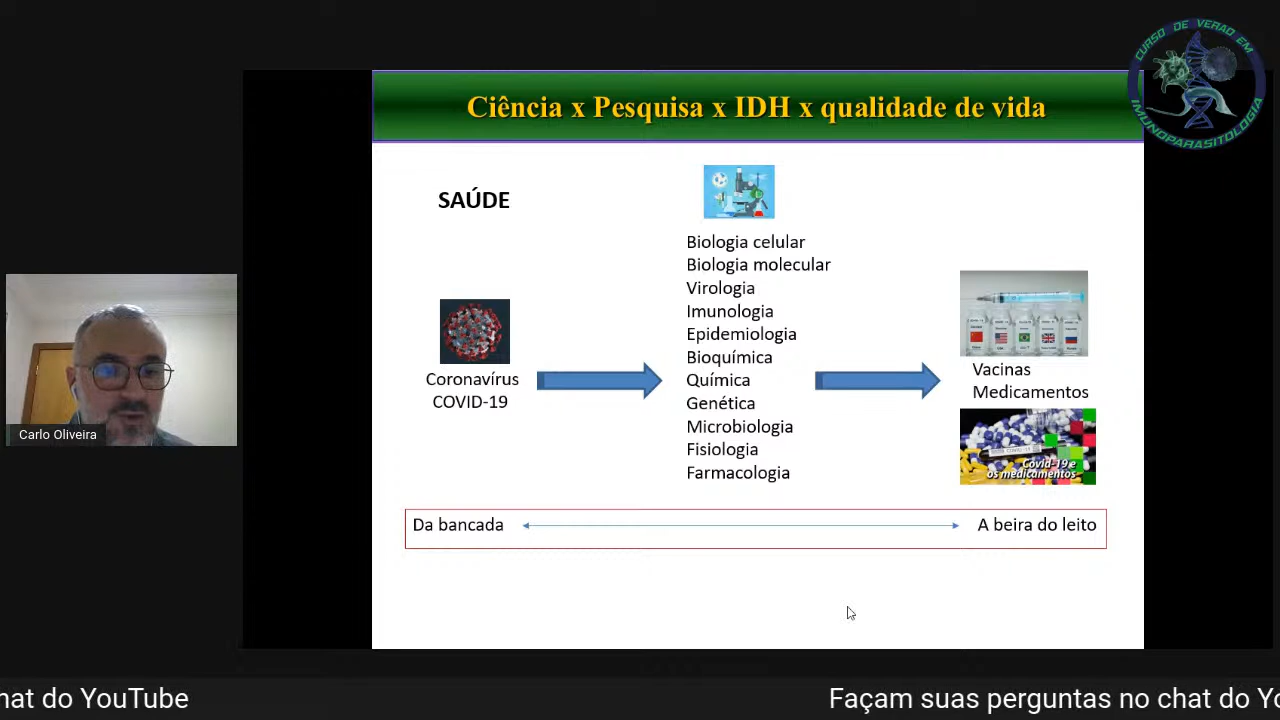 CURSO DE VERÃO EM
IMUNOPARASITOLOGIA
Ciência x Pesquisa x IDH x qualidade de vida
SAÚDE
Biologia celular
Biologia molecular
Virologia
Imunologia
Epidemiologia
Bioquímica
Química
Genética
Microbiologia
Fisiologia
Farmacologia
Coronavírus
COVID-19
Vacinas
Medicamentos
Covid-19 e
os medicamentos
Da bancada
A beira do leito
Carlo Oliveira
hat do YouTube
Façam suas perguntas no chat do Yo